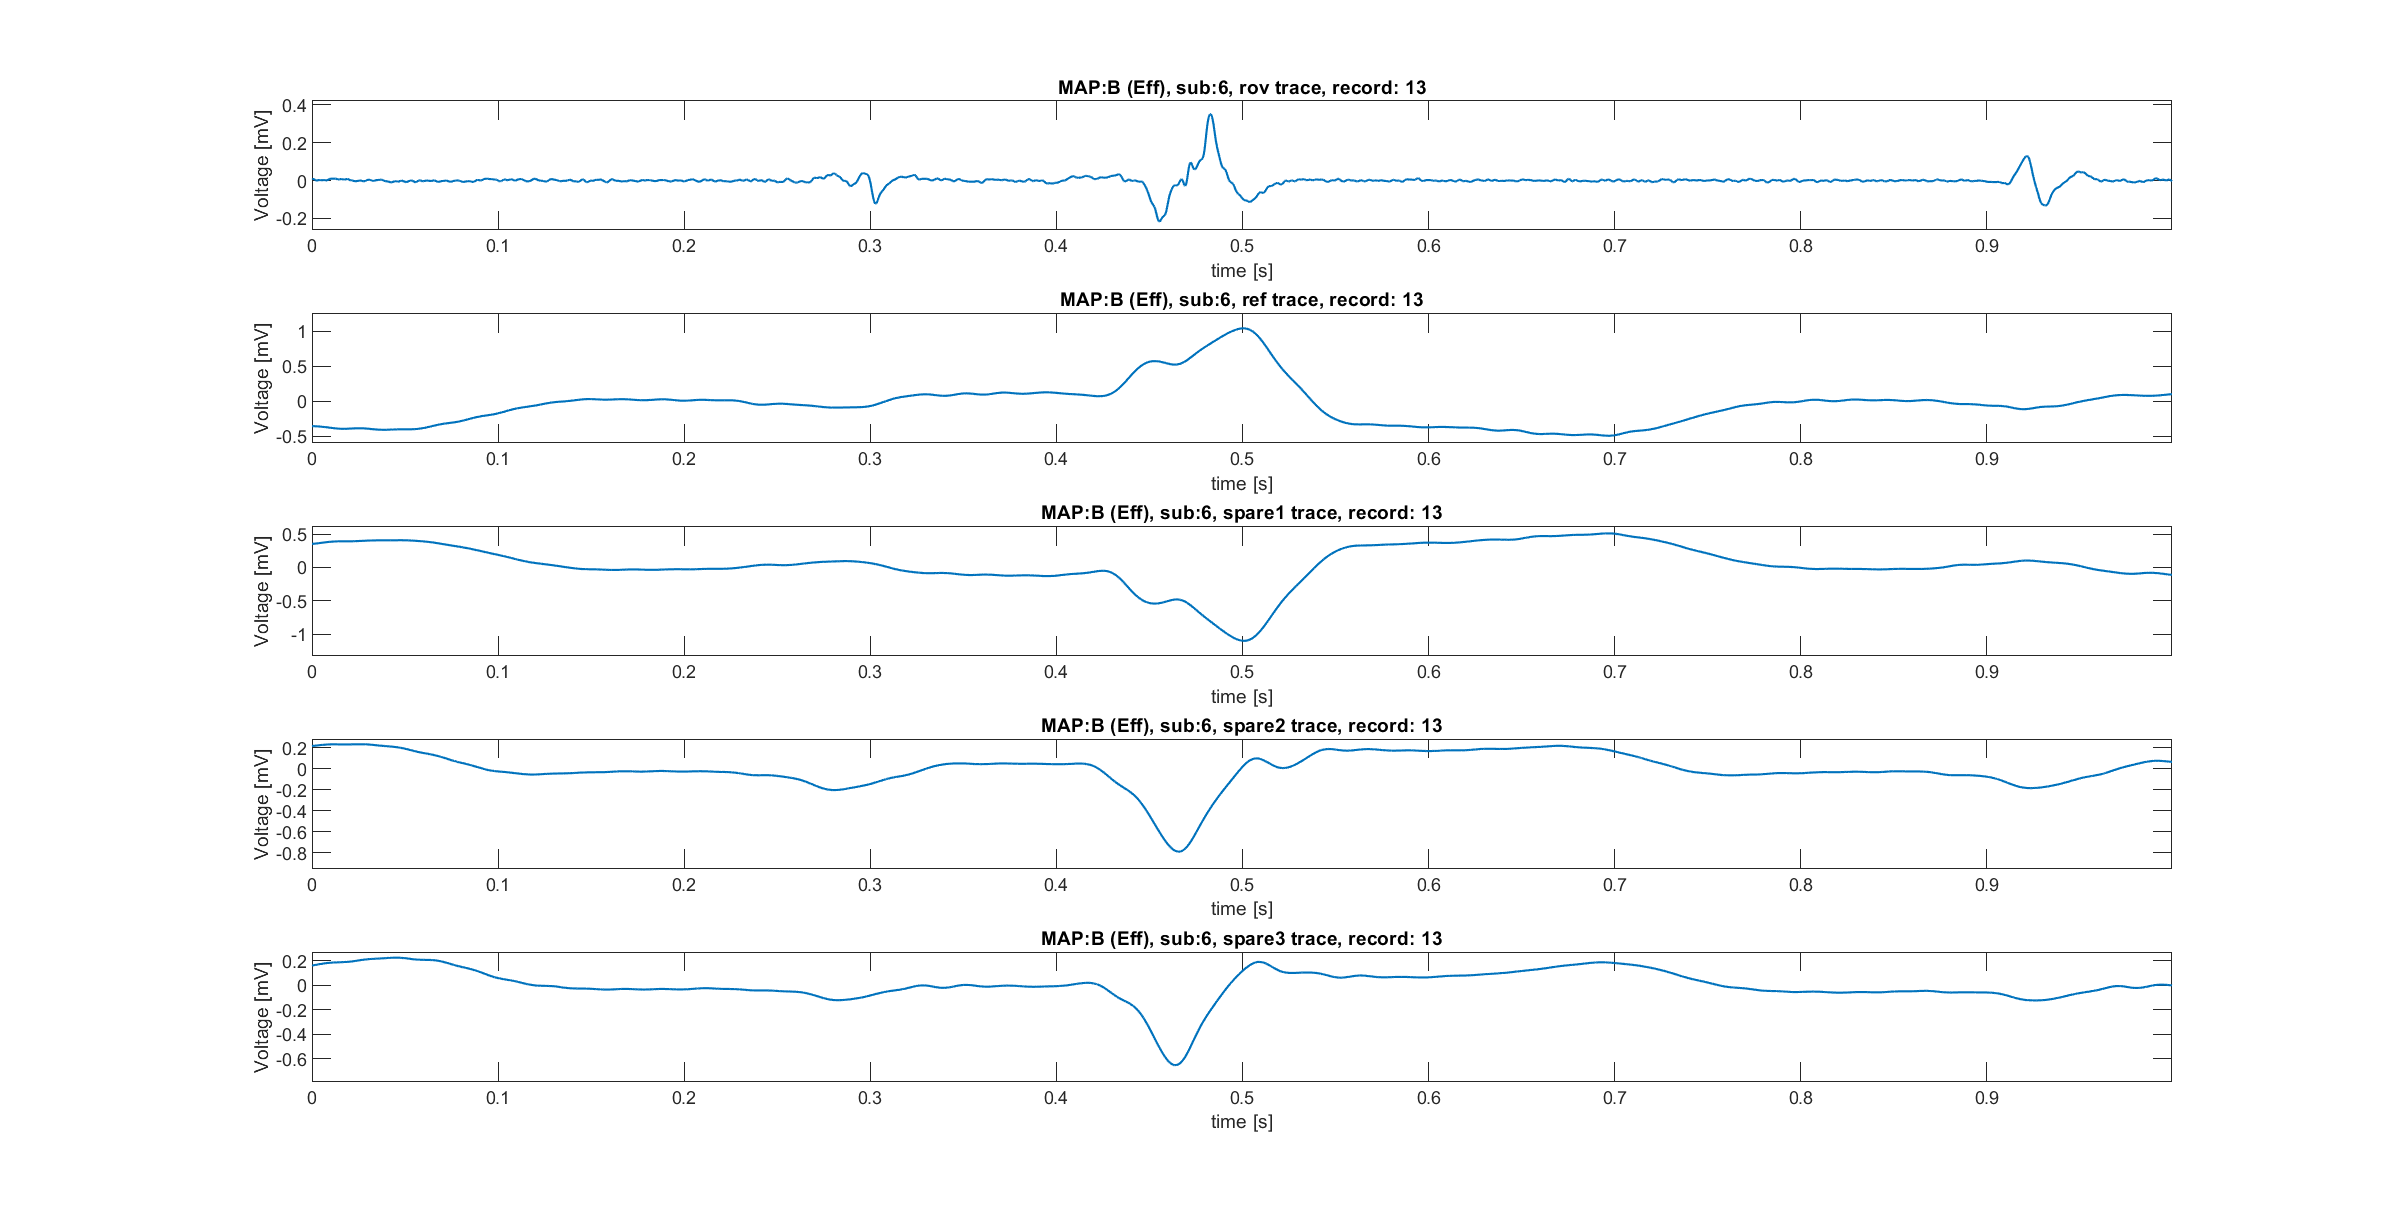 MAP:B (Eff), sub:6, rov trace, record: 13
Voltage [mV]
0.4
0.2
0
-0.2
0 0.1 0.2 0.3 0.4 0.5 0.6 0.7 0.8 0.9
time [s]
MAP:B (Eff), sub:6, ref trace, record: 13
Voltage [mV]
1
0.5
0
-0.5
0 0.1 0.2 0.3 0.4 0.5 0.6 0.7 0.8 0.9
time [s]
MAP:B (Eff), sub:6, spare1 trace, record: 13
Voltage [mV]
0.5
0
-0.5
-1
0 0.1 0.2 0.3 0.4 0.5 0.6 0.7 0.8 0.9
time [s]
MAP:B (Eff), sub:6, spare2 trace, record: 13
Voltage [mV]
0.2
0
-0.2
-0.4
-0.6
-0.8
0 0.1 0.2 0.3 0.4 0.5 0.6 0.7 0.8 0.9
time [s]
MAP:B (Eff), sub:6, spare3 trace, record: 13
Voltage [mV]
0.2
0
-0.2
-0.4
-0.6
0 0.1 0.2 0.3 0.4 0.5 0.6 0.7 0.8 0.9
time [s]